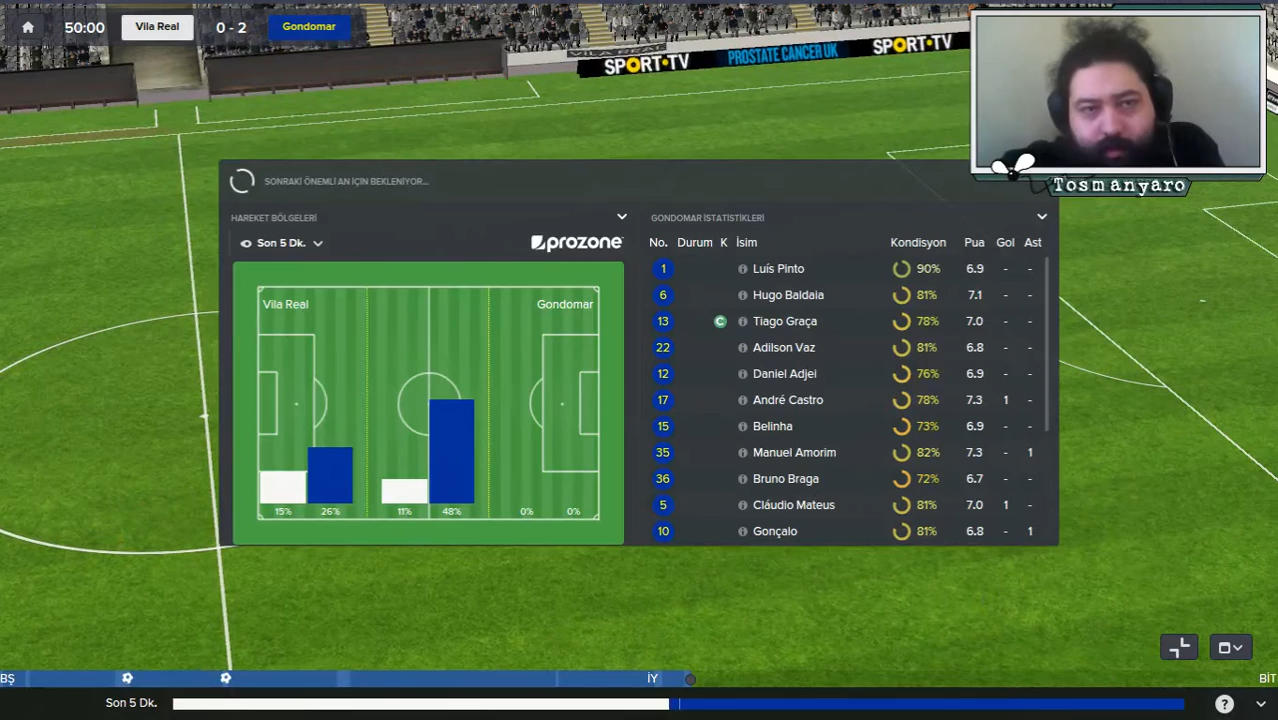 50:00 Vila Real 0 - 2 Gondomar
VILA REAL
SPORT·TV PROSTATE CANCER UK SPORT·TV
Tosmanyaro
SONRAKİ ÖNEMLİ AN İÇİN BEKLENİYOR...
HAREKET BÖLGELERİ
Son 5 Dk.
prozone
Vila Real Gondomar
15% 26% 11% 48% 0% 0%
GONDOMAR İSTATİSTİKLERİ
No. Durum K İsim Kondisyon Pua Gol Ast
1 Luís Pinto 90% 6.9 - -
6 Hugo Baldaia 81% 7.1 - -
13 C Tiago Graça 78% 7.0 - -
22 Adilson Vaz 81% 6.8 - -
12 Daniel Adjei 76% 6.9 - -
17 André Castro 78% 7.3 1 -
15 Belinha 73% 6.9 - -
35 Manuel Amorim 82% 7.3 - 1
36 Bruno Braga 72% 6.7 - -
5 Cláudio Mateus 81% 7.0 1 -
10 Gonçalo 81% 6.8 - 1
BŞ İY BİT
Son 5 Dk. ?